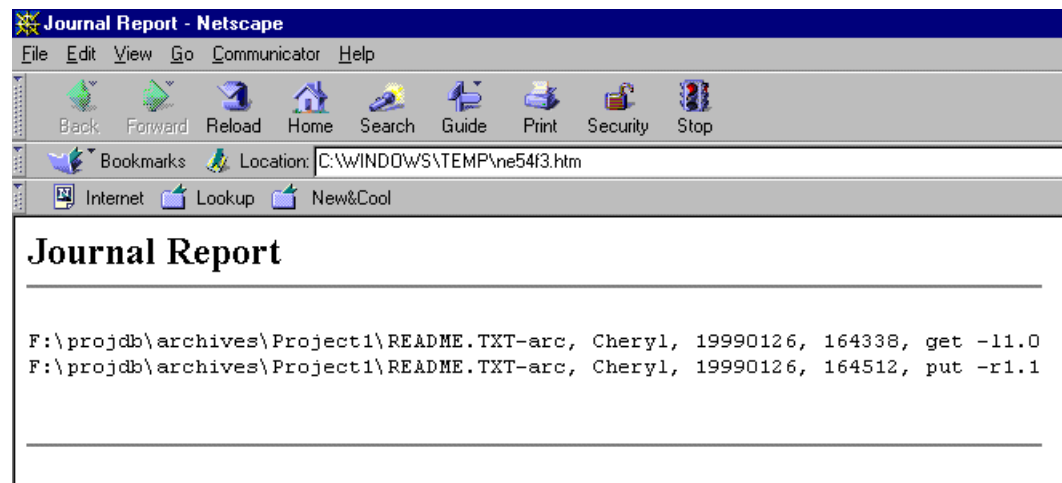 Journal Report - Netscape
File Edit View Go Communicator Help
Back Forward Reload Home Search Guide Print Security Stop
Bookmarks Location: C:\WINDOWS\TEMP\ne54f3.htm
Internet Lookup New&Cool
Journal Report
F:\projdb\archives\Project1\README.TXT-arc, Cheryl, 19990126, 164338, get -l1.0
F:\projdb\archives\Project1\README.TXT-arc, Cheryl, 19990126, 164512, put -r1.1